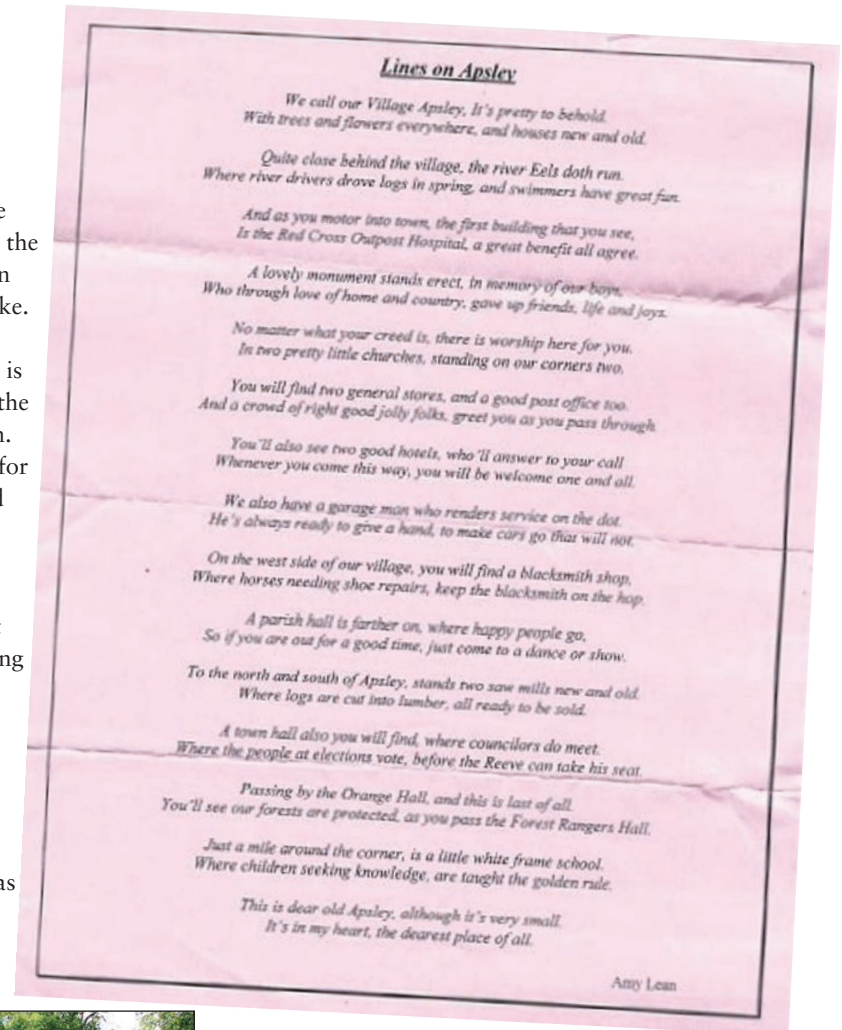 e
the
n
ke.
is
the
n.
for
d
ng
as
Lines on Apsley
We call our Village Apsley, It's pretty to behold.
With trees and flowers everywhere, and houses new and old.
Quite close behind the village, the river Eels doth run.
Where river drivers drove logs in spring, and swimmers have great fun.
And as you motor into town, the first building that you see,
Is the Red Cross Outpost Hospital, a great benefit all agree.
A lovely monument stands erect, in memory of our boys,
Who through love of home and country, gave up friends, life and joys.
No matter what your creed is, there is worship here for you.
In two pretty little churches, standing on our corners two.
You will find two general stores, and a good post office too.
And a crowd of right good jolly folks, greet you as you pass through.
You'll also see two good hotels, who'll answer to your call
Whenever you come this way, you will be welcome one and all.
We also have a garage man who renders service on the dot.
He's always ready to give a hand, to make cars go that will not.
On the west side of our village, you will find a blacksmith shop,
Where horses needing shoe repairs, keep the blacksmith on the hop.
A parish hall is farther on, where happy people go,
So if you are out for a good time, just come to a dance or show.
To the north and south of Apsley, stands two saw mills new and old.
Where logs are cut into lumber, all ready to be sold.
A town hall also you will find, where councilors do meet.
Where the people at elections vote, before the Reeve can take his seat.
Passing by the Orange Hall, and this is last of all.
You'll see our forests are protected, as you pass the Forest Rangers Hall.
Just a mile around the corner, is a little white frame school.
Where children seeking knowledge, are taught the golden rule.
This is dear old Apsley, although it's very small.
It's in my heart, the dearest place of all.
Amy Lean